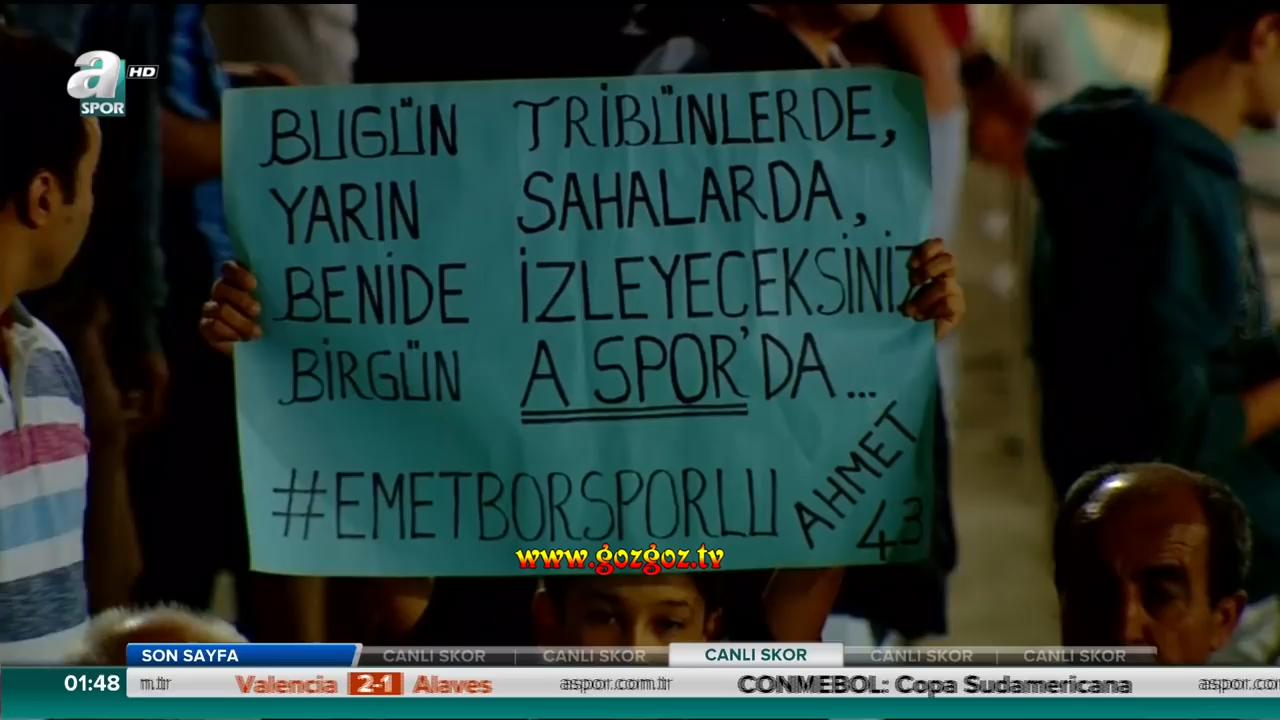 a HD
SPOR
BUGÜN TRİBÜNLERDE,
YARIN SAHALARDA,
BENİDE İZLEYECEKSİNİZ
BİRGÜN A SPOR'DA...
#EMETBORSPORLU
AHMET
43
www.gozgoz.tv
SON SAYFA CANLI SKOR CANLI SKOR CANLI SKOR CANLI SKOR CANLI SKOR
01:48 m.tr Valencia 2-1 Alaves aspor.com.tr CONMEBOL: Copa Sudamericana aspor.co